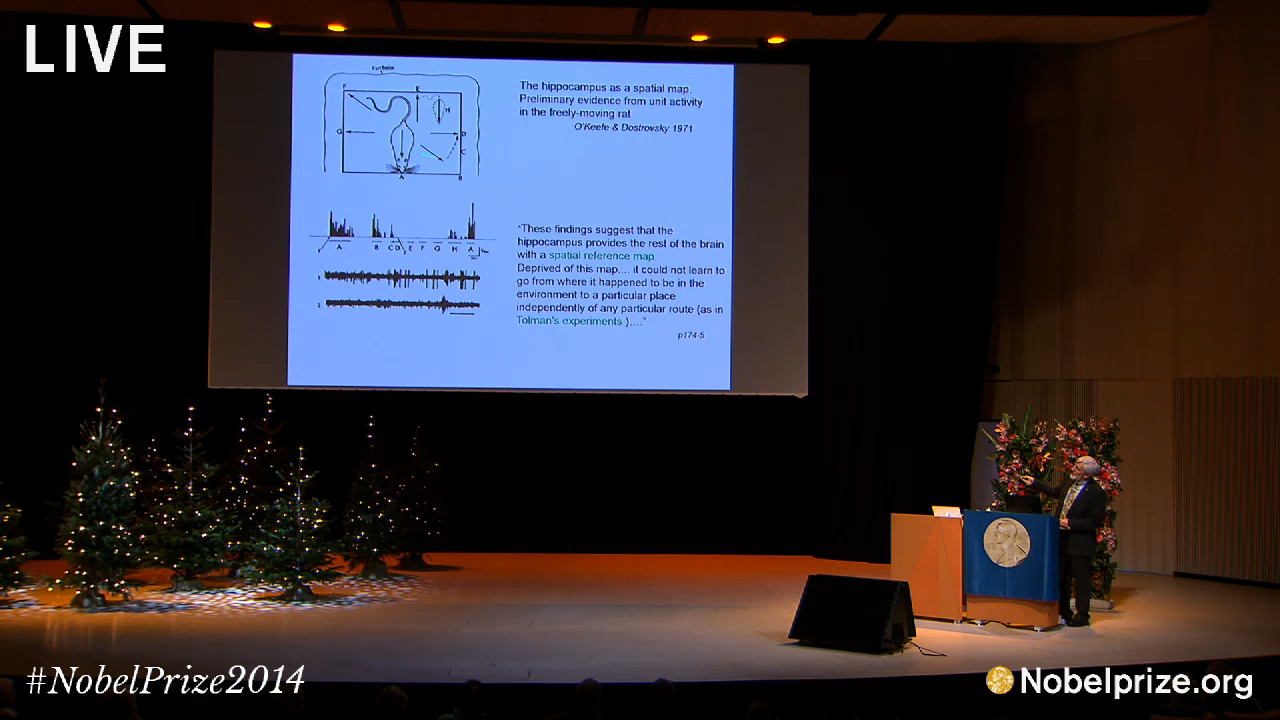 LIVE
curtain
F
E
H
G
D
C
A
B
The hippocampus as a spatial map.
Preliminary evidence from unit activity
in the freely-moving rat
O'Keefe & Dostrovsky 1971
A B C D E F G H A
1
2
"These findings suggest that the
hippocampus provides the rest of the brain
with a spatial reference map.
Deprived of this map.... it could not learn to
go from where it happened to be in the
environment to a particular place
independently of any particular route (as in
Tolman's experiments )...."
p174-5
#NobelPrize2014
Nobelprize.org